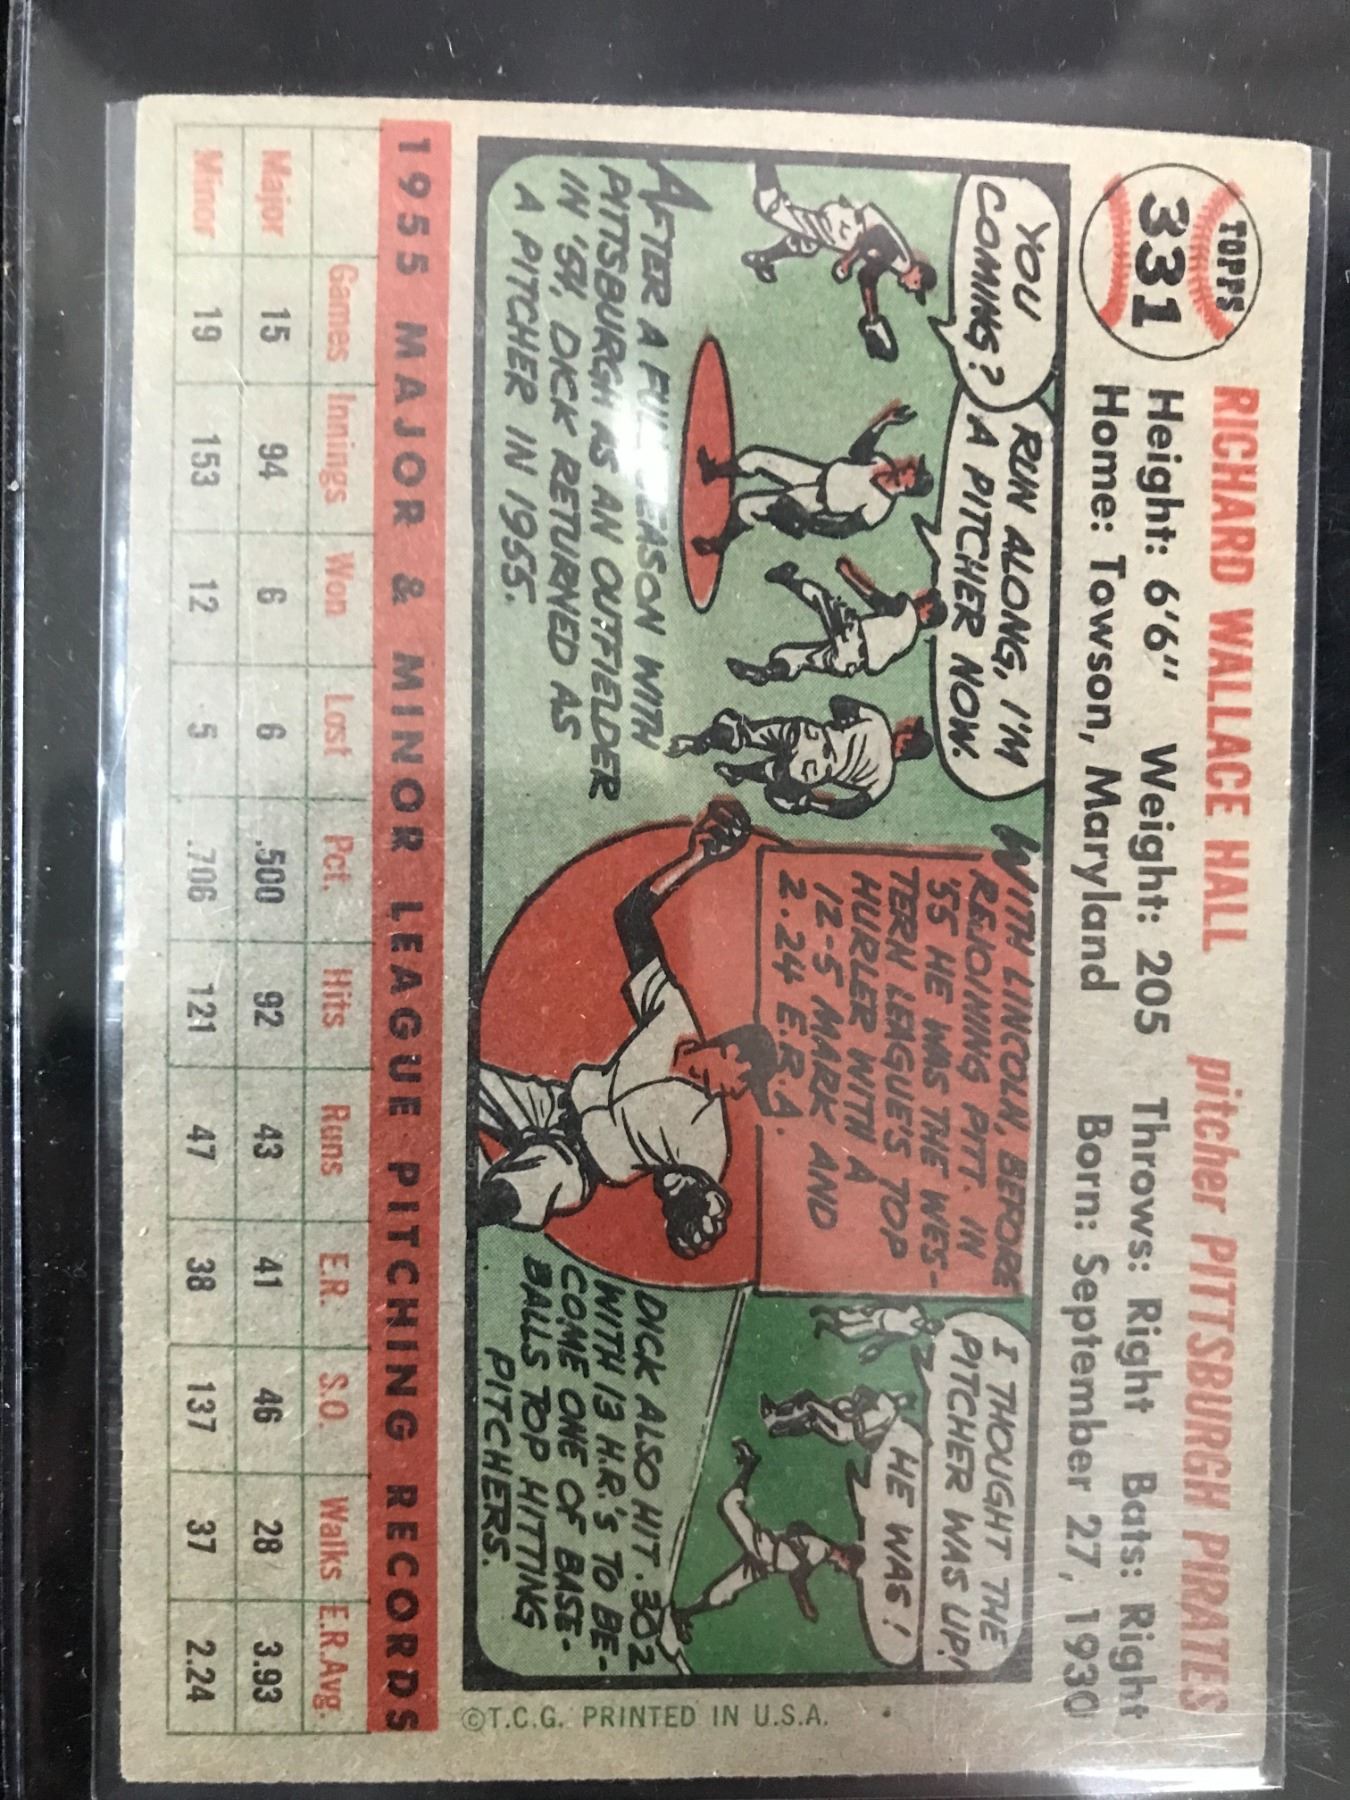 TOPPS
331
RICHARD WALLACE HALL pitcher PITTSBURGH PIRATES
Height: 6'6" Weight: 205 Throws: Right Bats: Right
Home: Towson, Maryland Born: September 27, 1930
YOU
COMING?
RUN ALONG, I'M
A PITCHER NOW.
AFTER A FULL SEASON WITH
PITTSBURGH AS AN OUTFIELDER
IN '54, DICK RETURNED AS
A PITCHER IN 1955.
WITH LINCOLN, BEFORE
REJOINING PITT. IN
'55 HE WAS THE WES-
TERN LEAGUE'S TOP
HURLER WITH A
12-5 MARK AND
2.24 E.R.A.
I THOUGHT THE
PITCHER WAS UP!
HE WAS!
DICK ALSO HIT .302
WITH 13 H.R.'S TO BE-
COME ONE OF BASE-
BALLS TOP HITTING
PITCHERS.
©T.C.G. PRINTED IN U.S.A.
1955 MAJOR & MINOR LEAGUE PITCHING RECORDS
Games Innings Won Lost Pct. Hits Runs E.R. S.O. Walks E.R.Avg.
Major 15 94 6 6 .500 92 43 41 46 28 3.93
Minor 19 153 12 5 .706 121 47 38 137 37 2.24